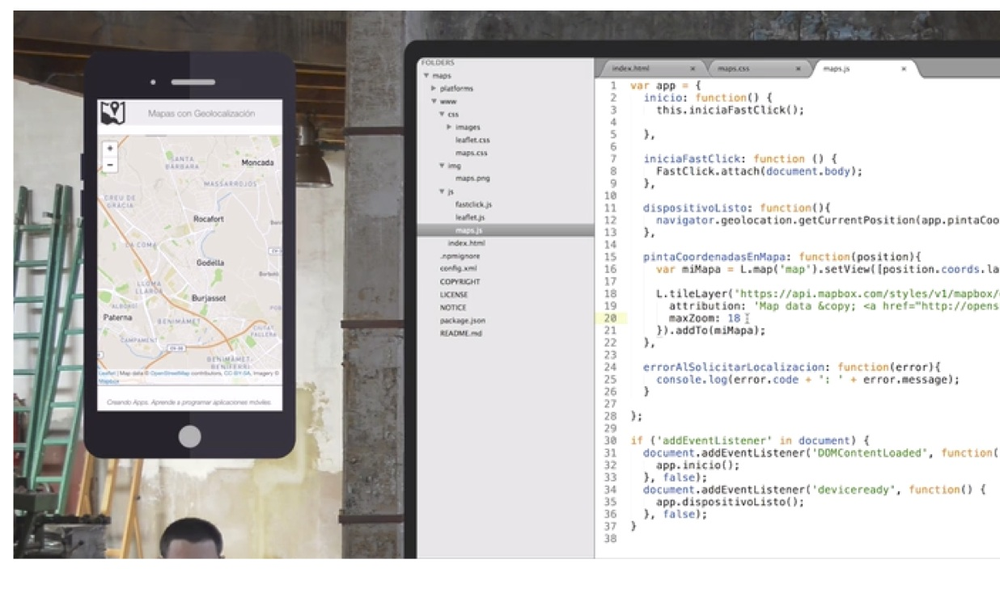 Mapas con Geolocalización
+
−
SANTA
BÁRBARA
Moncada
MASSARROJOS
CREU DE
GRÀCIA
Rocafort
LA COMA
Godella
LLOMA
LLARGA
Burjassot
Paterna
BENIMÀMET
CAMPAMENT
BENIMÀMET-
BENIFERRI
Leaflet | Map data © OpenStreetMap contributors, CC-BY-SA, Imagery ©
Mapbox
Creando Apps. Aprende a programar aplicaciones móviles.
FOLDERS
maps
platforms
www
css
images
leaflet.css
maps.css
img
maps.png
js
fastclick.js
leaflet.js
maps.js
index.html
.npmignore
config.xml
COPYRIGHT
LICENSE
NOTICE
package.json
README.md
index.html maps.css maps.js
1 var app = {
2 inicio: function() {
3 this.iniciaFastClick();
4
5 },
6
7 iniciaFastClick: function () {
8 FastClick.attach(document.body);
9 },
10
11 dispositivoListo: function(){
12 navigator.geolocation.getCurrentPosition(app.pintaCoo
13 },
14
15 pintaCoordenadasEnMapa: function(position){
16 var miMapa = L.map('map').setView([position.coords.la
17
18 L.tileLayer('https://api.mapbox.com/styles/v1/mapbox/
19 attribution: 'Map data &copy; <a href="http://opens
20 maxZoom: 18
21 }).addTo(miMapa);
22 },
23
24 errorAlSolicitarLocalizacion: function(error){
25 console.log(error.code + ': ' + error.message);
26 }
27
28 };
29
30 if ('addEventListener' in document) {
31 document.addEventListener('DOMContentLoaded', function(
32 app.inicio();
33 }, false);
34 document.addEventListener('deviceready', function() {
35 app.dispositivoListo();
36 }, false);
37 }
38